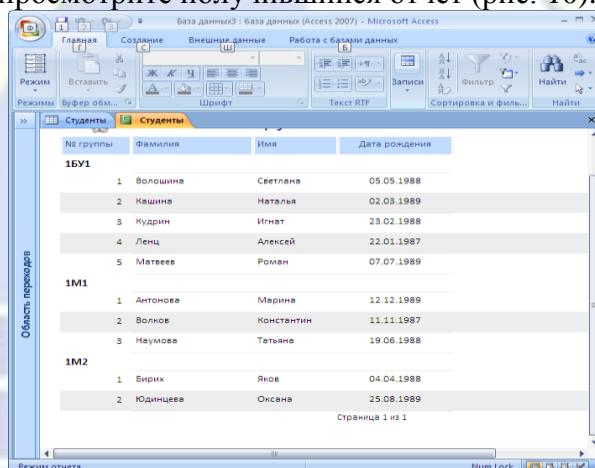 просмотрите получившийся отчет (рис. 16).
База данных3 : база данных (Access 2007) - Microsoft Access
Главная Создание Внешние данные Работа с базами данных
Режим Вставить Ж К Ч Записи Фильтр Найти
Режимы Буфер обм... Шрифт Текст RTF Сортировка и филь... Найти
Студенты Студенты
№ группы Фамилия Имя Дата рождения
1БУ1
1 Волошина Светлана 05.05.1988
2 Кашина Наталья 02.03.1989
3 Кудрин Игнат 23.02.1988
4 Ленц Алексей 22.01.1987
5 Матвеев Роман 07.07.1989
1М1
1 Антонова Марина 12.12.1989
2 Волков Константин 11.11.1987
3 Наумова Татьяна 19.06.1988
1М2
1 Бирих Яков 04.04.1988
2 Юдинцева Оксана 25.08.1989
Страница 1 из 1
Область переходов
Режим отчета Num Lock